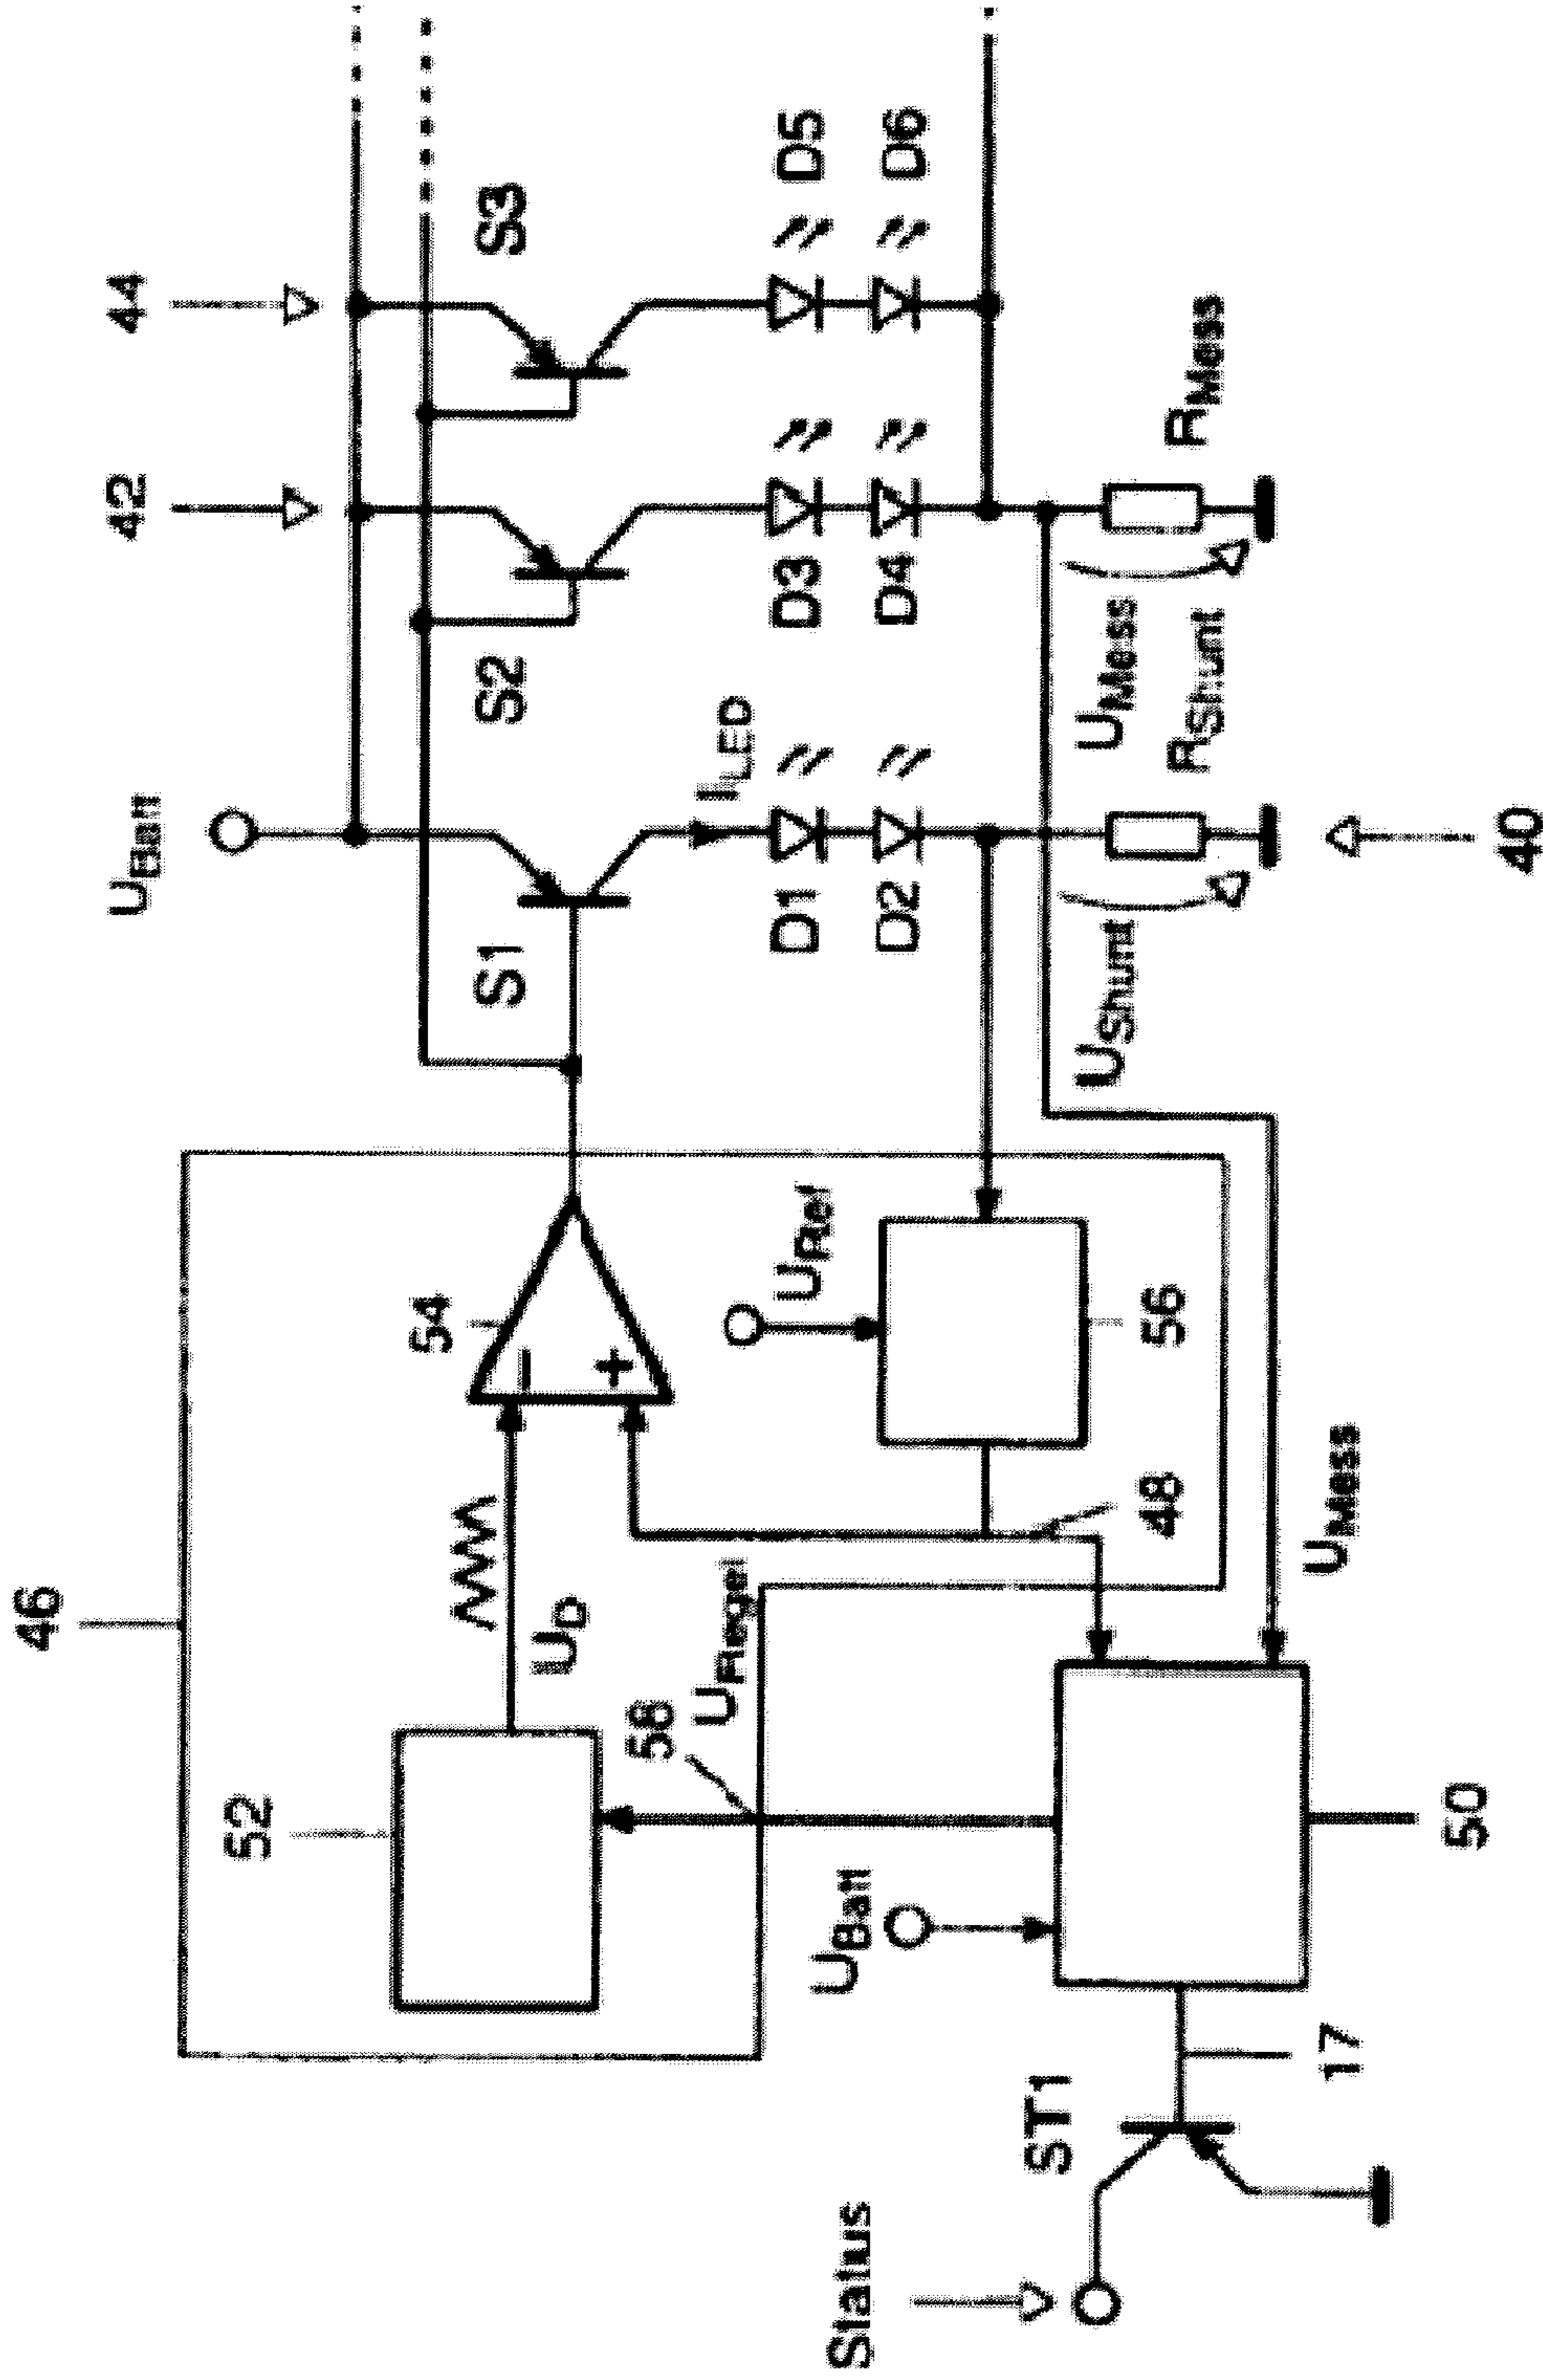 44
42
U_Batt
S3
S2
S1
I_LED
D5
D6
D3
D4
D1
D2
R_Mess
U_Mess
R_Shunt
U_Shunt
40
46
54
−
+
U_Ref
56
48
U_D
52
58
U_Regel
U_Batt
U_Mess
50
17
ST1
Status